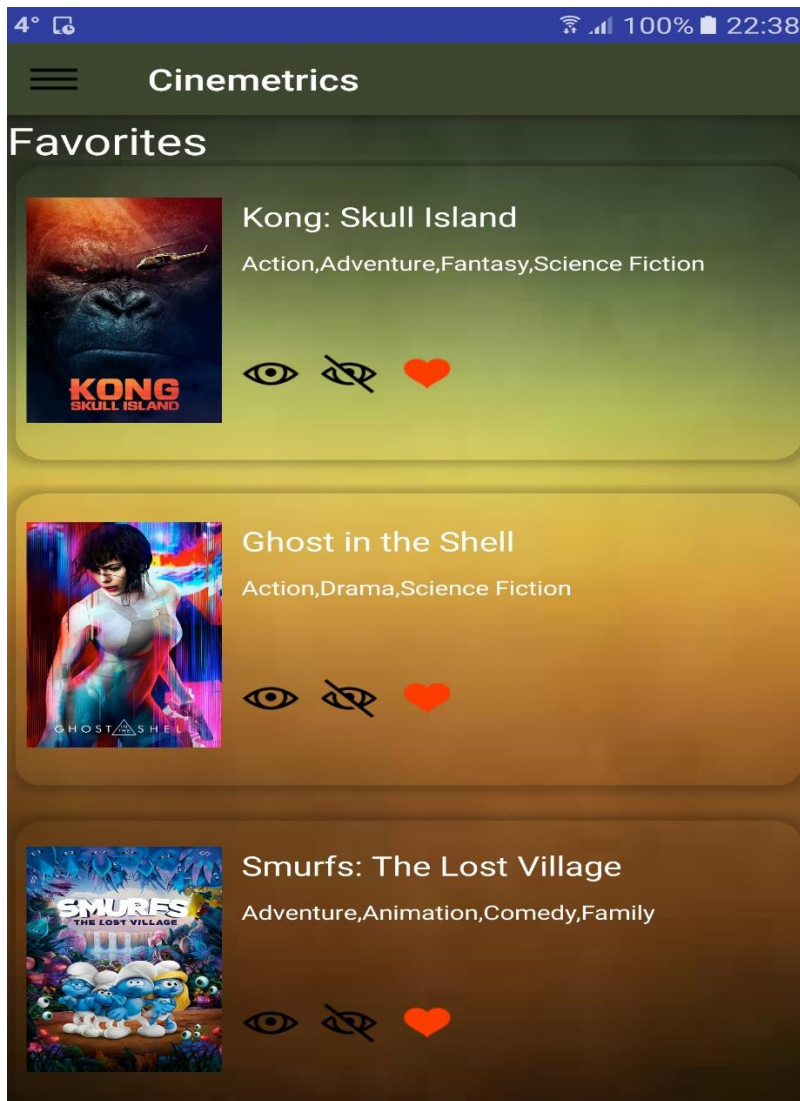 4° 100% 22:38
Cinemetrics
Favorites
Kong: Skull Island
Action,Adventure,Fantasy,Science Fiction
KONG
SKULL ISLAND
Ghost in the Shell
Action,Drama,Science Fiction
GHOST IN THE SHELL
Smurfs: The Lost Village
Adventure,Animation,Comedy,Family
SMURFS
THE LOST VILLAGE